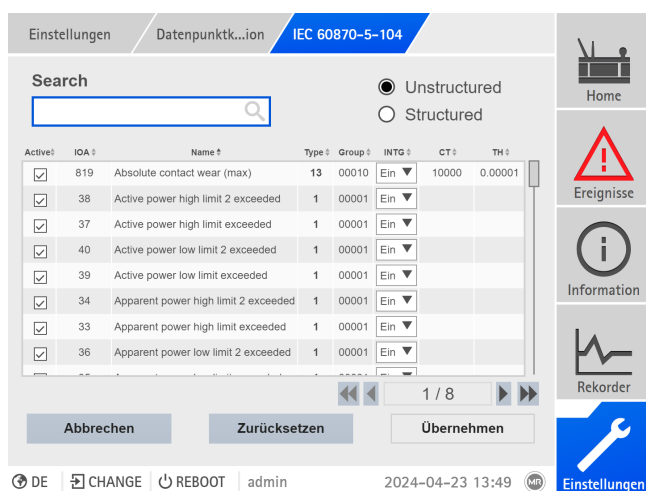 Einstellungen
Datenpunktk...ion
IEC 60870-5-104
Search
Unstructured
Structured
Active IOA Name Type Group INTG CT TH
819 Absolute contact wear (max) 13 00010 Ein 10000 0.00001
38 Active power high limit 2 exceeded 1 00001 Ein
37 Active power high limit exceeded 1 00001 Ein
40 Active power low limit 2 exceeded 1 00001 Ein
39 Active power low limit exceeded 1 00001 Ein
34 Apparent power high limit 2 exceeded 1 00001 Ein
33 Apparent power high limit exceeded 1 00001 Ein
36 Apparent power low limit 2 exceeded 1 00001 Ein
1 / 8
Abbrechen
Zurücksetzen
Übernehmen
DE
CHANGE
REBOOT
admin
2024-04-23 13:49
MR
Home
Ereignisse
Information
Rekorder
Einstellungen